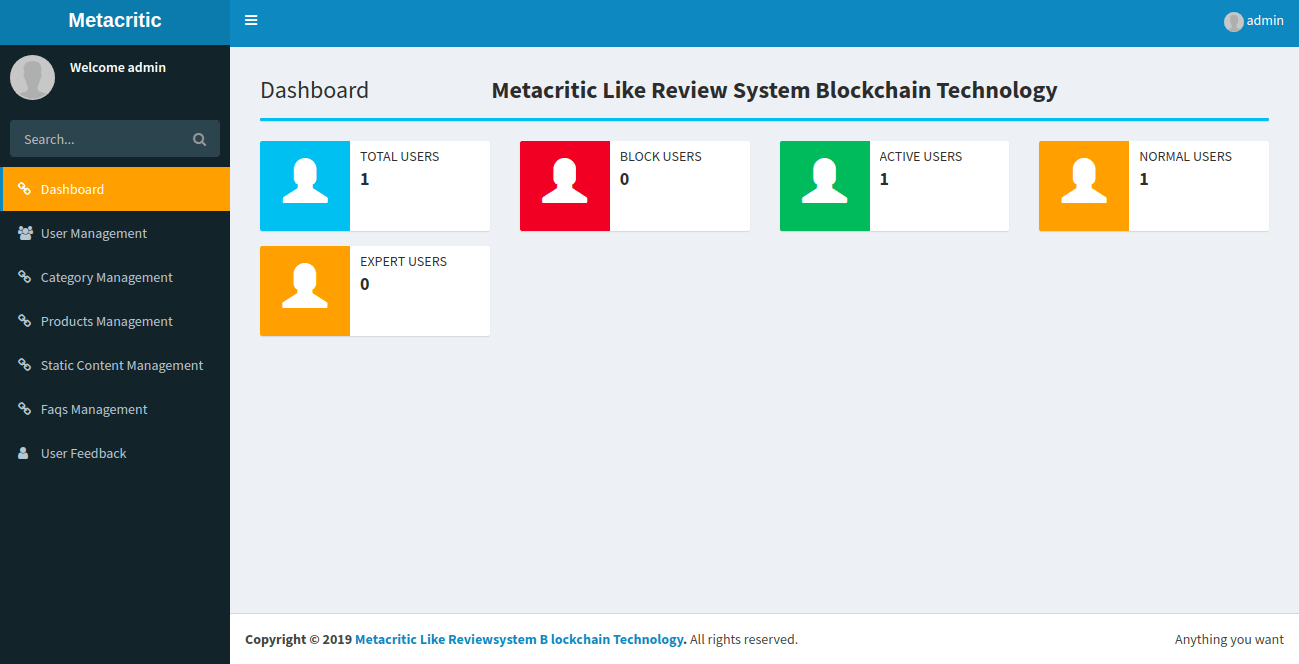 Metacritic
admin
Welcome admin
Search...
Dashboard
User Management
Category Management
Products Management
Static Content Management
Faqs Management
User Feedback
Dashboard
Metacritic Like Review System Blockchain Technology
TOTAL USERS
1
BLOCK USERS
0
ACTIVE USERS
1
NORMAL USERS
1
EXPERT USERS
0
Copyright © 2019 Metacritic Like Reviewsystem B lockchain Technology. All rights reserved.
Anything you want